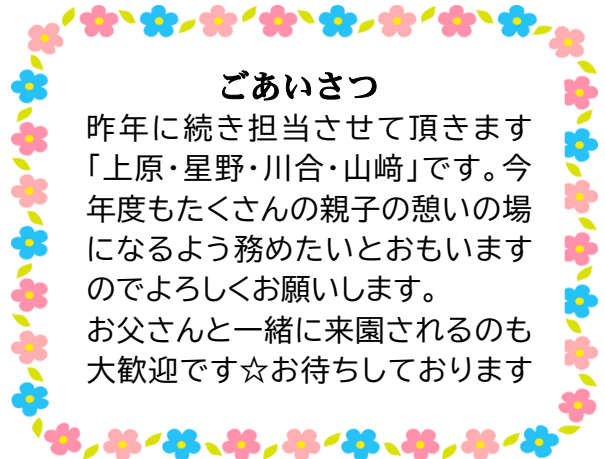 ごあいさつ
昨年に続き担当させて頂きます
「上原・星野・川合・山﨑」です。今
年度もたくさんの親子の憩いの場
になるよう務めたいとおもいます
のでよろしくお願いします。
お父さんと一緒に来園されるのも
大歓迎です☆お待ちしております